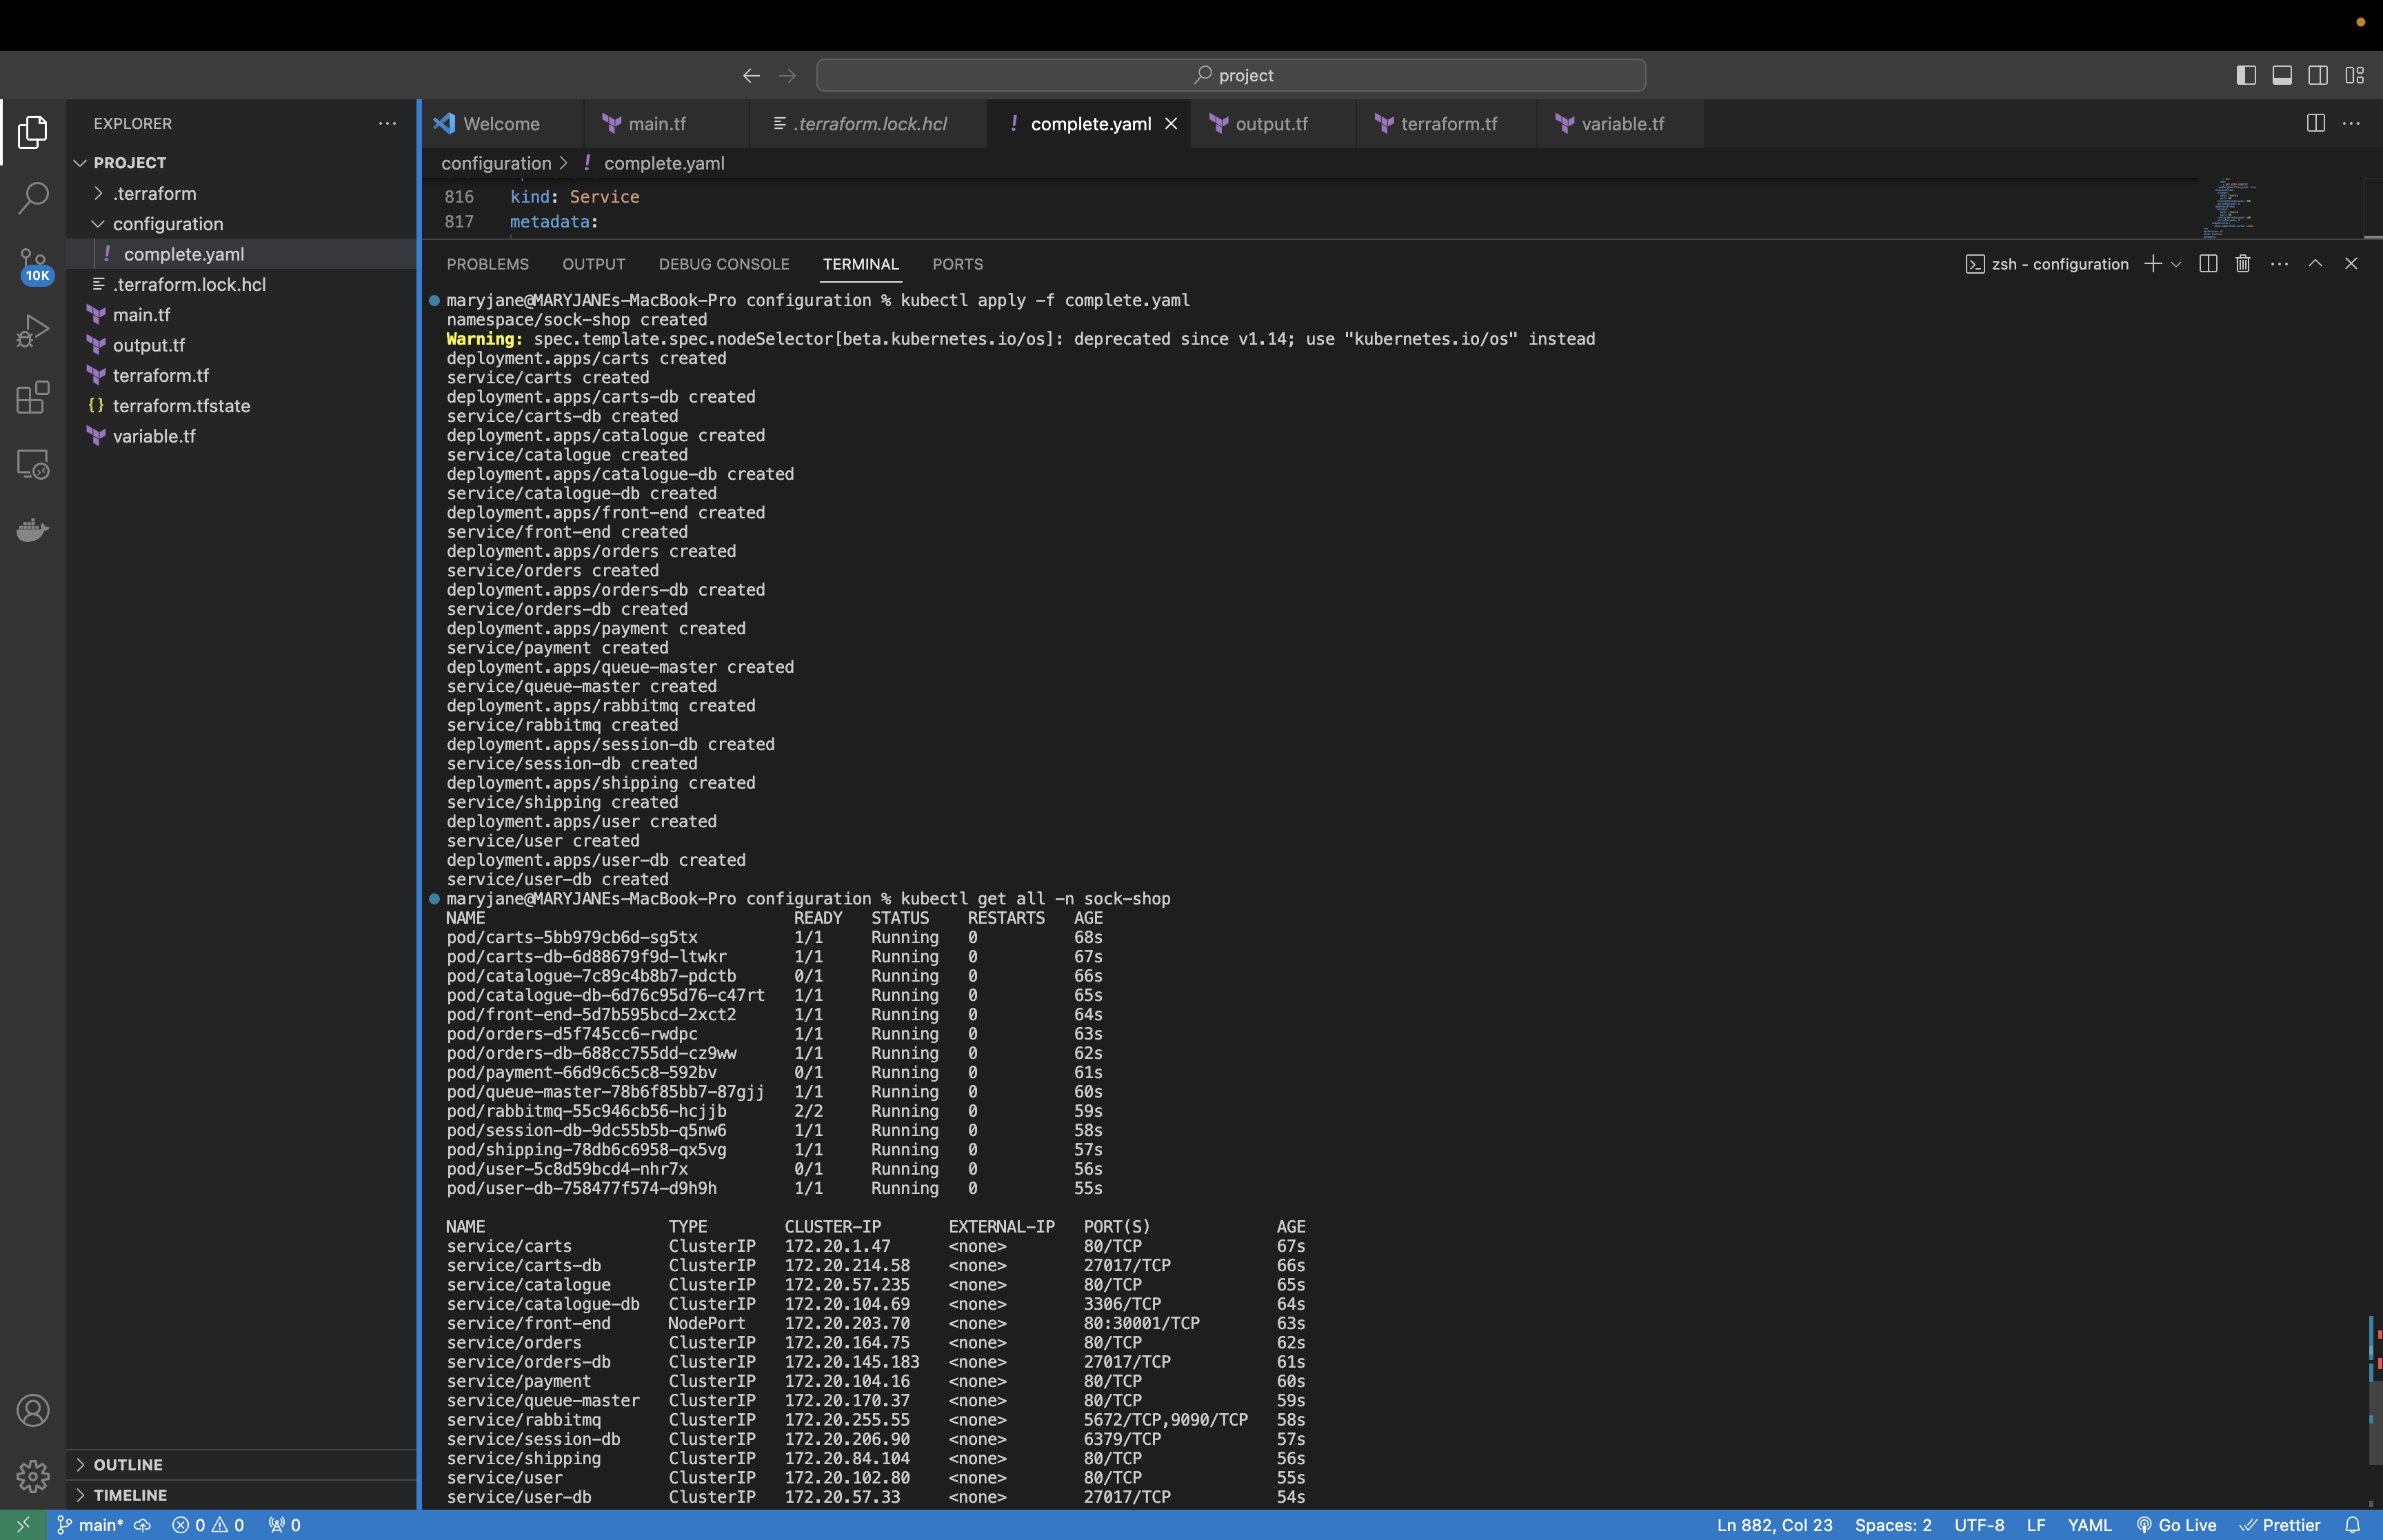 project
EXPLORER
Welcome
main.tf
.terraform.lock.hcl
complete.yaml
output.tf
terraform.tf
variable.tf
PROJECT
.terraform
configuration
complete.yaml
.terraform.lock.hcl
main.tf
output.tf
terraform.tf
terraform.tfstate
variable.tf
10K
OUTLINE
TIMELINE
configuration > ! complete.yaml
816 kind: Service
817 metadata:
PROBLEMS OUTPUT DEBUG CONSOLE TERMINAL PORTS
zsh - configuration
maryjane@MARYJANEs-MacBook-Pro configuration % kubectl apply -f complete.yaml
namespace/sock-shop created
Warning: spec.template.spec.nodeSelector[beta.kubernetes.io/os]: deprecated since v1.14; use "kubernetes.io/os" instead
deployment.apps/carts created
service/carts created
deployment.apps/carts-db created
service/carts-db created
deployment.apps/catalogue created
service/catalogue created
deployment.apps/catalogue-db created
service/catalogue-db created
deployment.apps/front-end created
service/front-end created
deployment.apps/orders created
service/orders created
deployment.apps/orders-db created
service/orders-db created
deployment.apps/payment created
service/payment created
deployment.apps/queue-master created
service/queue-master created
deployment.apps/rabbitmq created
service/rabbitmq created
deployment.apps/session-db created
service/session-db created
deployment.apps/shipping created
service/shipping created
deployment.apps/user created
service/user created
deployment.apps/user-db created
service/user-db created
maryjane@MARYJANEs-MacBook-Pro configuration % kubectl get all -n sock-shop
NAME READY STATUS RESTARTS AGE
pod/carts-5bb979cb6d-sg5tx 1/1 Running 0 68s
pod/carts-db-6d88679f9d-ltwkr 1/1 Running 0 67s
pod/catalogue-7c89c4b8b7-pdctb 0/1 Running 0 66s
pod/catalogue-db-6d76c95d76-c47rt 1/1 Running 0 65s
pod/front-end-5d7b595bcd-2xct2 1/1 Running 0 64s
pod/orders-d5f745cc6-rwdpc 1/1 Running 0 63s
pod/orders-db-688cc755dd-cz9ww 1/1 Running 0 62s
pod/payment-66d9c6c5c8-592bv 0/1 Running 0 61s
pod/queue-master-78b6f85bb7-87gjj 1/1 Running 0 60s
pod/rabbitmq-55c946cb56-hcjjb 2/2 Running 0 59s
pod/session-db-9dc55b5b-q5nw6 1/1 Running 0 58s
pod/shipping-78db6c6958-qx5vg 1/1 Running 0 57s
pod/user-5c8d59bcd4-nhr7x 0/1 Running 0 56s
pod/user-db-758477f574-d9h9h 1/1 Running 0 55s
NAME TYPE CLUSTER-IP EXTERNAL-IP PORT(S) AGE
service/carts ClusterIP 172.20.1.47 <none> 80/TCP 67s
service/carts-db ClusterIP 172.20.214.58 <none> 27017/TCP 66s
service/catalogue ClusterIP 172.20.57.235 <none> 80/TCP 65s
service/catalogue-db ClusterIP 172.20.104.69 <none> 3306/TCP 64s
service/front-end NodePort 172.20.203.70 <none> 80:30001/TCP 63s
service/orders ClusterIP 172.20.164.75 <none> 80/TCP 62s
service/orders-db ClusterIP 172.20.145.183 <none> 27017/TCP 61s
service/payment ClusterIP 172.20.104.16 <none> 80/TCP 60s
service/queue-master ClusterIP 172.20.170.37 <none> 80/TCP 59s
service/rabbitmq ClusterIP 172.20.255.55 <none> 5672/TCP,9090/TCP 58s
service/session-db ClusterIP 172.20.206.90 <none> 6379/TCP 57s
service/shipping ClusterIP 172.20.84.104 <none> 80/TCP 56s
service/user ClusterIP 172.20.102.80 <none> 80/TCP 55s
service/user-db ClusterIP 172.20.57.33 <none> 27017/TCP 54s
main* 0 0 0 Ln 882, Col 23 Spaces: 2 UTF-8 LF YAML Go Live Prettier